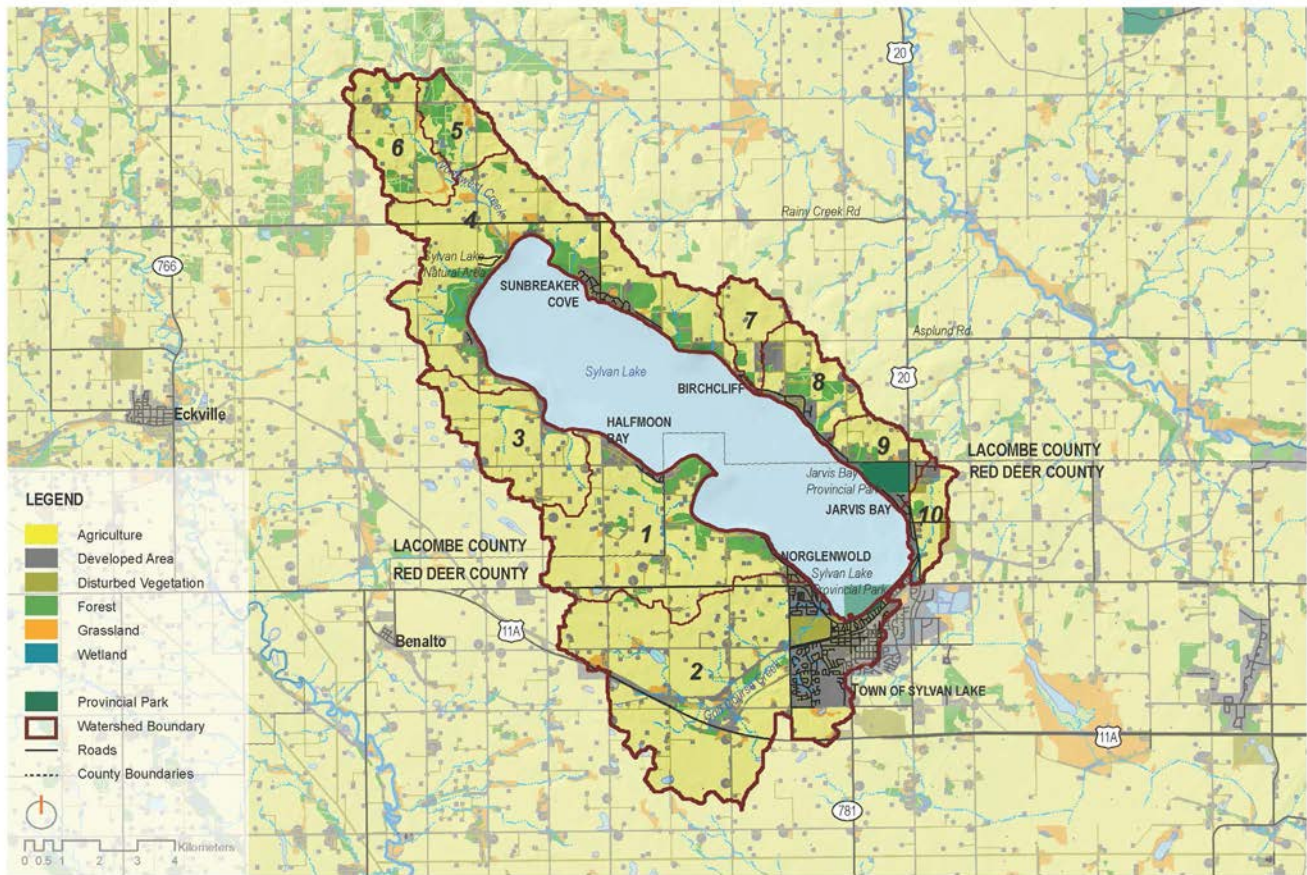 20
5
6
Northwest Creek
4
Rainy Creek Rd
766
Sylvan Lake
Natural Area
SUNBREAKER
COVE
7
Asplund Rd
Sylvan Lake
20
8
BIRCHCLIFF
Eckville
HALFMOON
BAY
3
9
LACOMBE COUNTY
RED DEER COUNTY
Jarvis Bay
Provincial Park
JARVIS BAY
10
1
LACOMBE COUNTY
RED DEER COUNTY
NORGLENWOLD
Sylvan Lake
Provincial Park
Benalto
11A
2
TOWN OF SYLVAN LAKE
11A
781
LEGEND
Agriculture
Developed Area
Disturbed Vegetation
Forest
Grassland
Wetland
Provincial Park
Watershed Boundary
Roads
County Boundaries
Kilometers
0 0.5 1 2 3 4